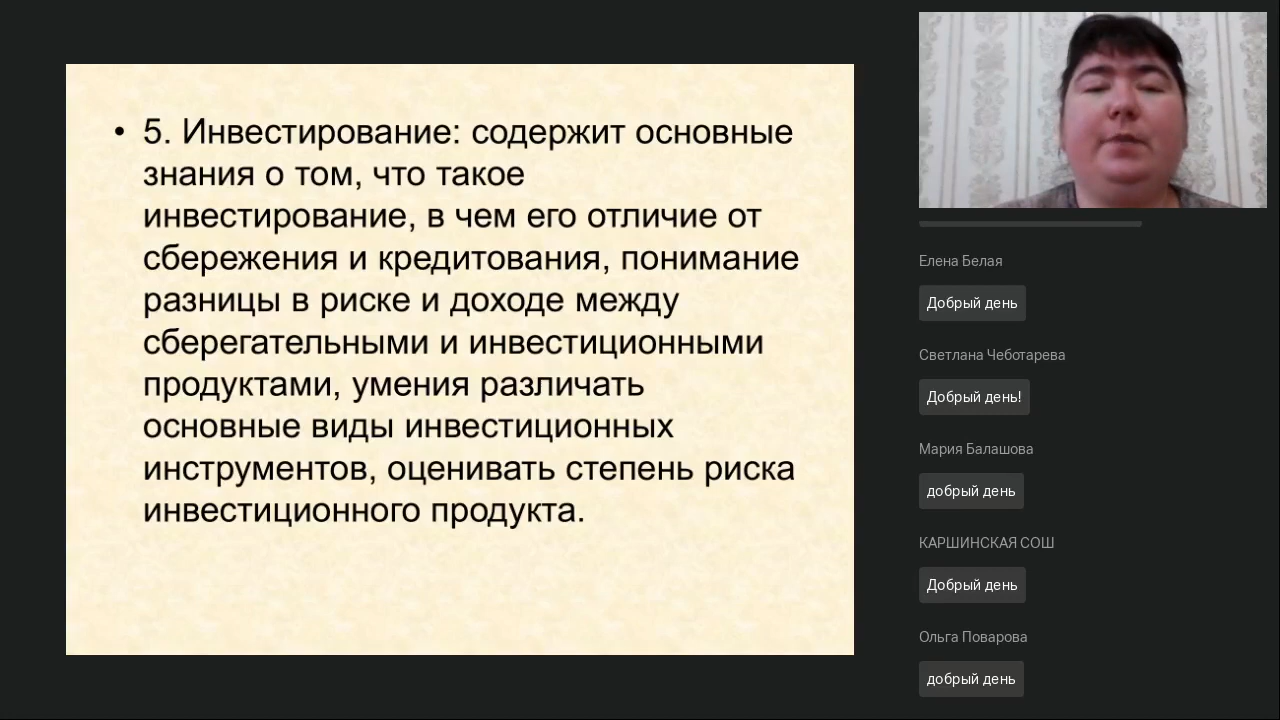 • 5. Инвестирование: содержит основные
знания о том, что такое
инвестирование, в чем его отличие от
сбережения и кредитования, понимание
разницы в риске и доходе между
сберегательными и инвестиционными
продуктами, умения различать
основные виды инвестиционных
инструментов, оценивать степень риска
инвестиционного продукта.
Елена Белая
Добрый день
Светлана Чеботарева
Добрый день!
Мария Балашова
добрый день
КАРШИНСКАЯ СОШ
Добрый день
Ольга Поварова
добрый день